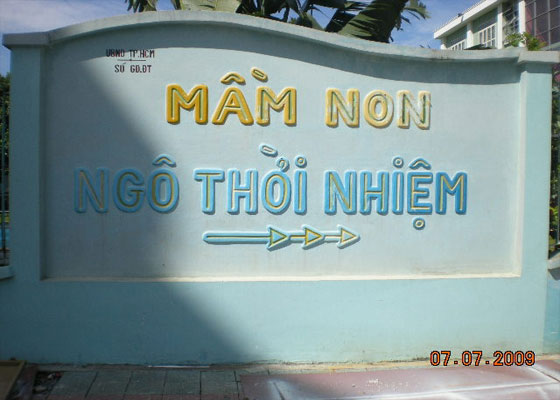 UBND TP.HCM
SỞ GD.ĐT
MẦM NON
NGÔ THỜI NHIỆM
07.07.2009